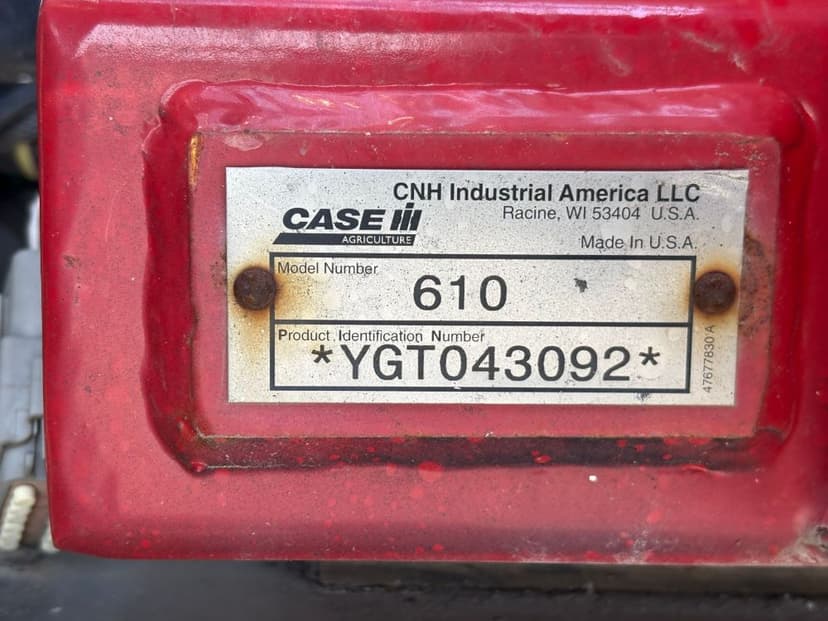 CNH Industrial America LLC
Racine, WI 53404 U.S.A.
CASE IH
AGRICULTURE
Made In U.S.A.
Model Number
610
Product Identification Number
*YGT043092*
47677830 A